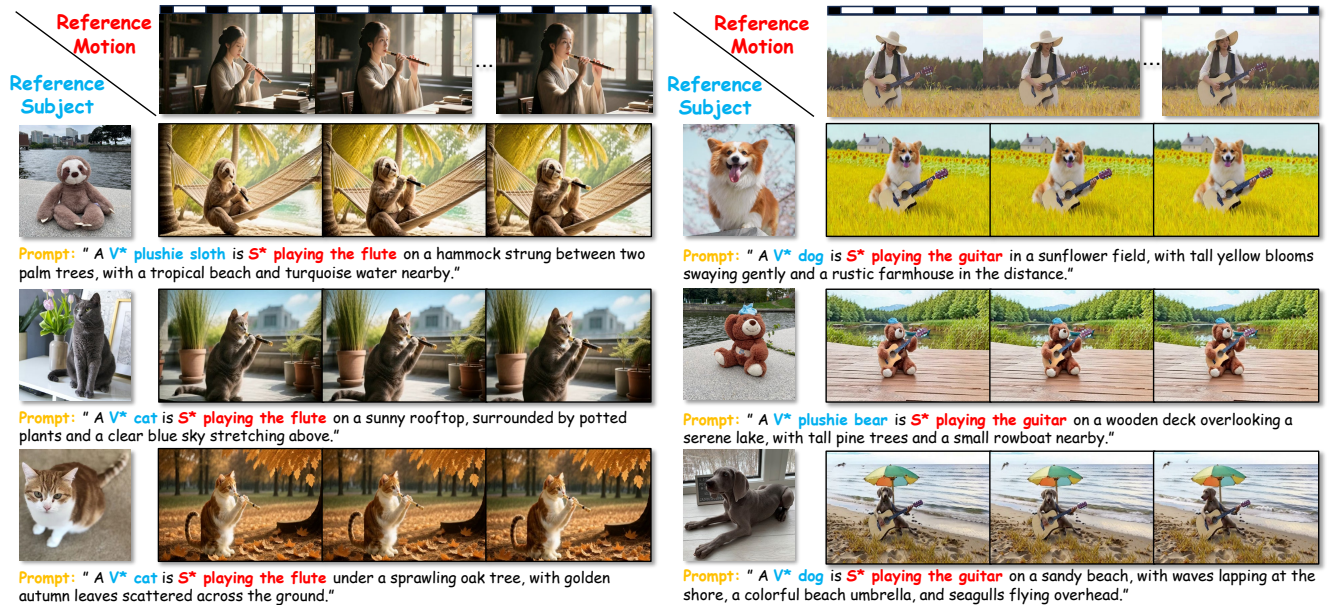 Reference
Motion
Reference
Subject
...
Prompt: " A V* plushie sloth is S* playing the flute on a hammock strung between two
palm trees, with a tropical beach and turquoise water nearby."
Prompt: " A V* cat is S* playing the flute on a sunny rooftop, surrounded by potted
plants and a clear blue sky stretching above."
Prompt: " A V* cat is S* playing the flute under a sprawling oak tree, with golden
autumn leaves scattered across the ground."
Reference
Motion
Reference
Subject
...
Prompt: " A V* dog is S* playing the guitar in a sunflower field, with tall yellow blooms
swaying gently and a rustic farmhouse in the distance."
Prompt: " A V* plushie bear is S* playing the guitar on a wooden deck overlooking a
serene lake, with tall pine trees and a small rowboat nearby."
Prompt: " A V* dog is S* playing the guitar on a sandy beach, with waves lapping at the
shore, a colorful beach umbrella, and seagulls flying overhead."